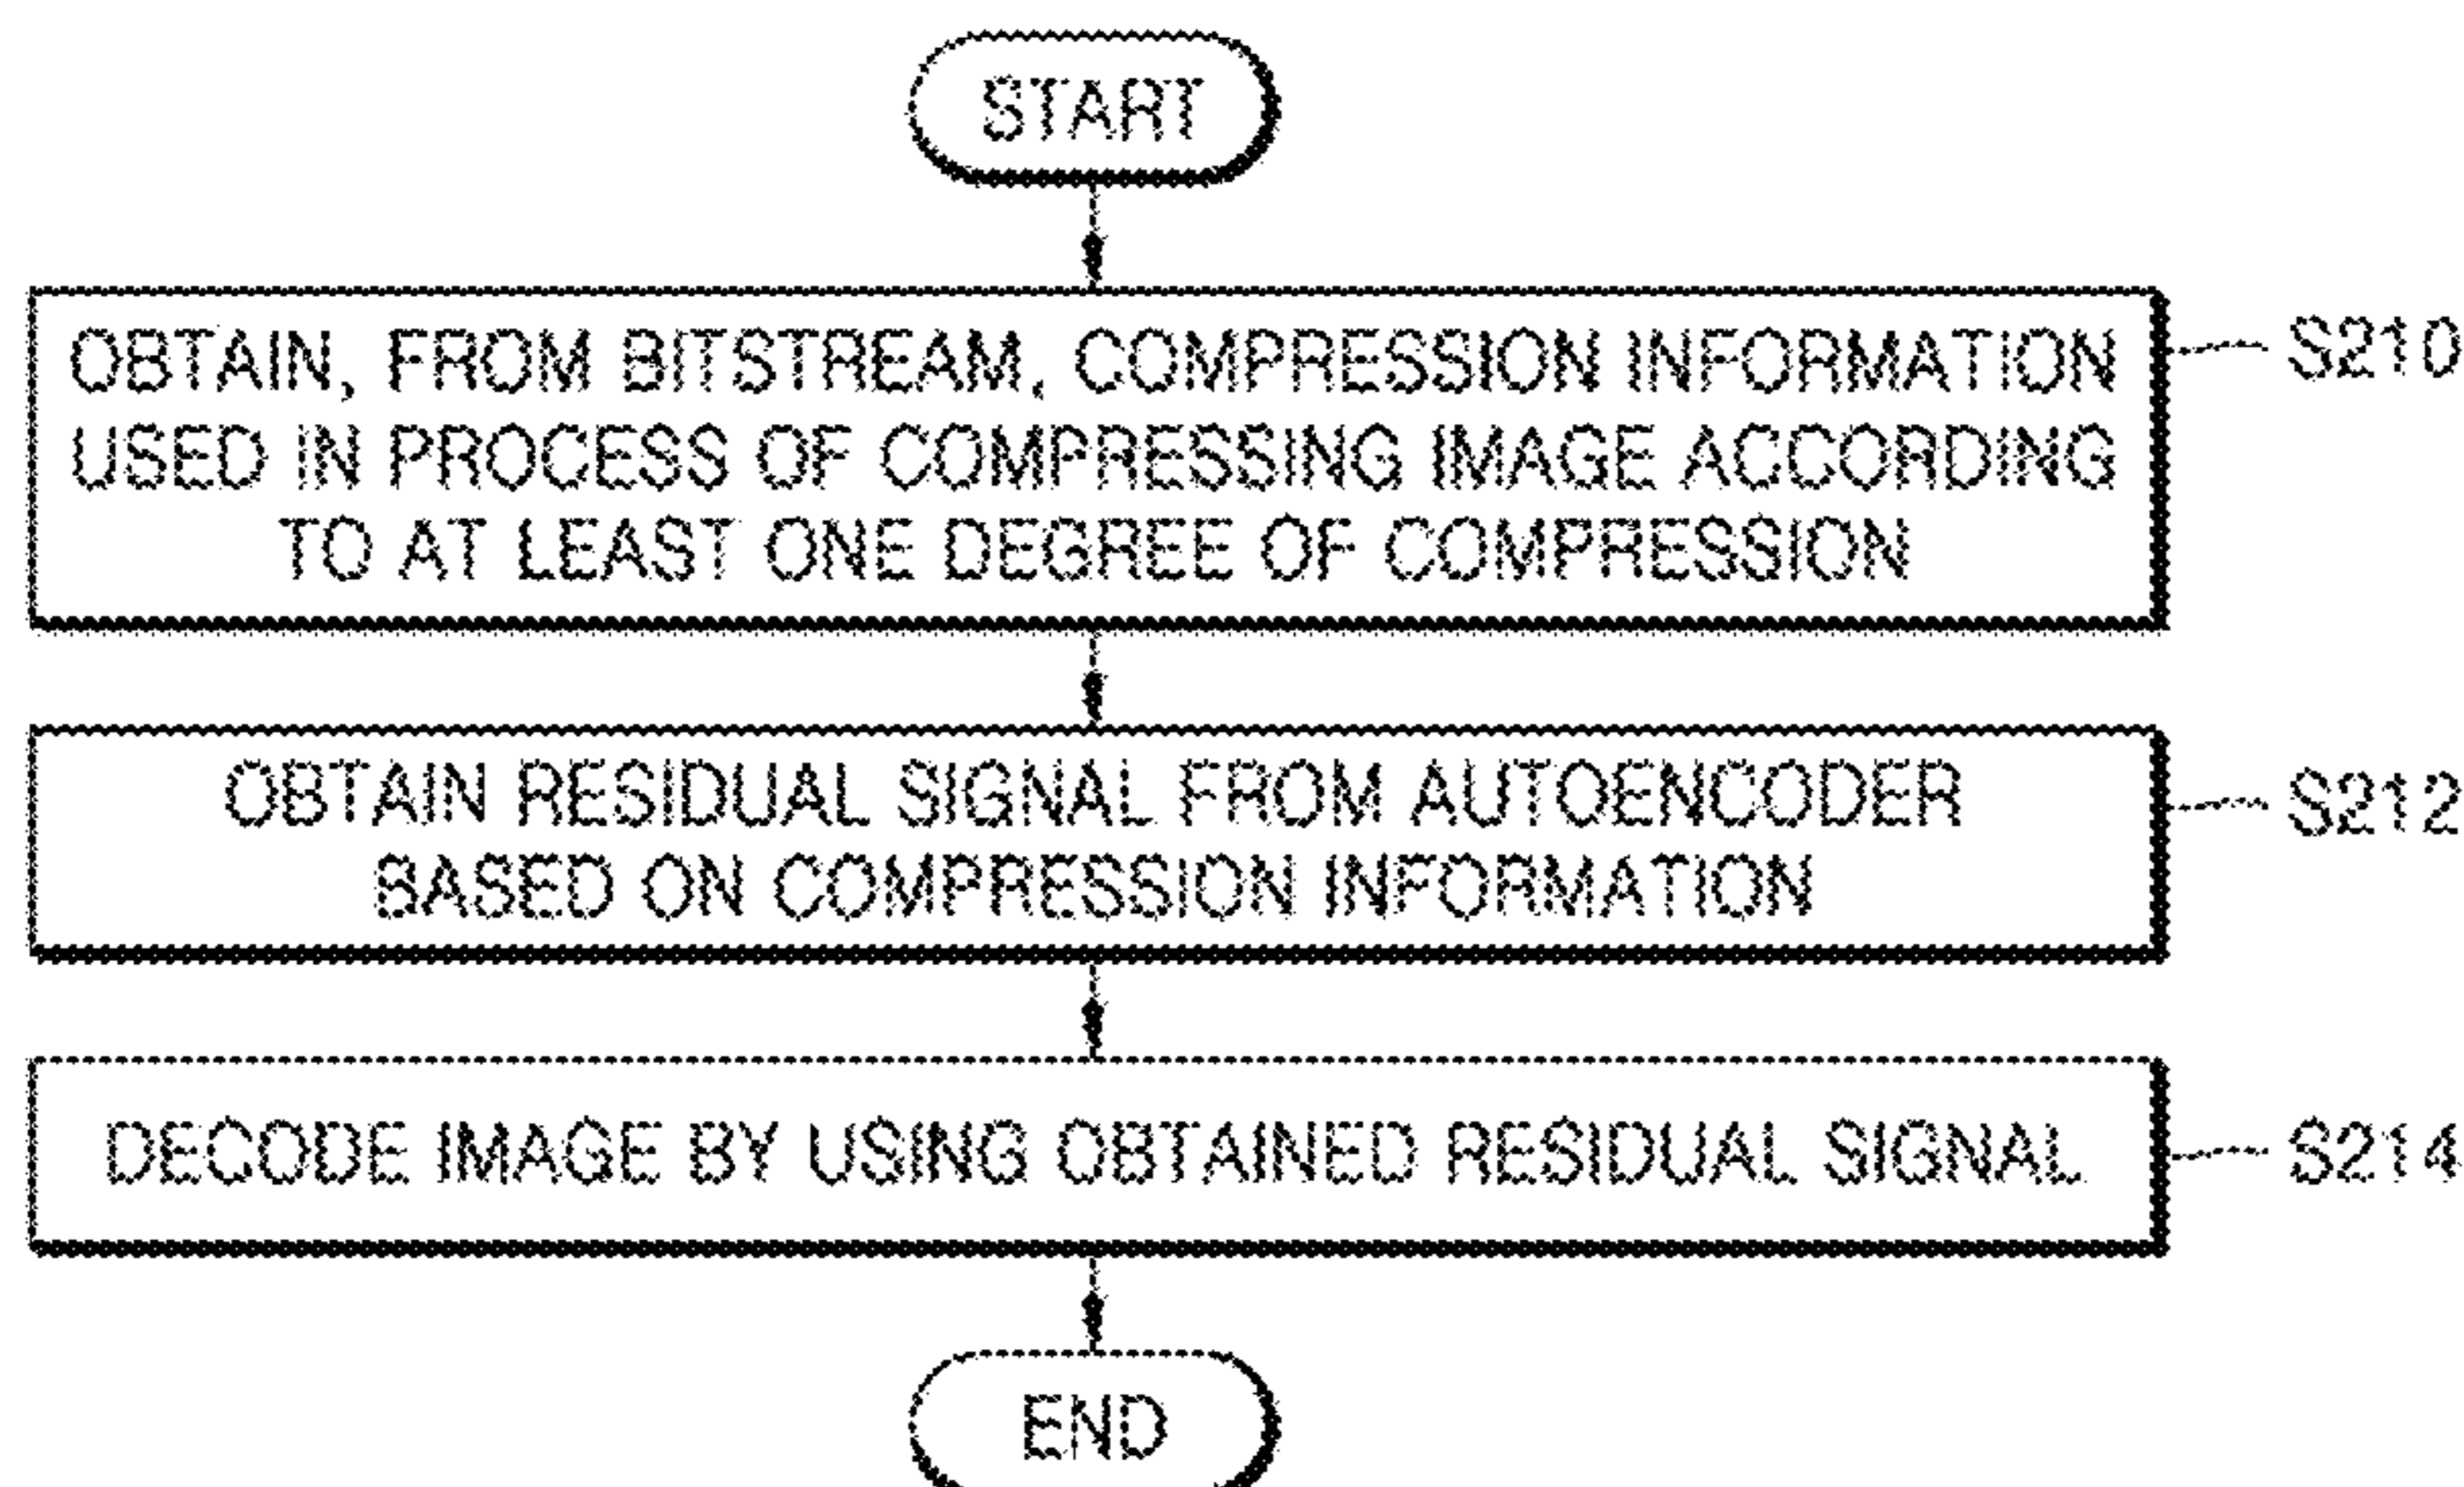 START
OBTAIN, FROM BITSTREAM, COMPRESSION INFORMATION
USED IN PROCESS OF COMPRESSING IMAGE ACCORDING
TO AT LEAST ONE DEGREE OF COMPRESSION
S210
OBTAIN RESIDUAL SIGNAL FROM AUTOENCODER
BASED ON COMPRESSION INFORMATION
S212
DECODE IMAGE BY USING OBTAINED RESIDUAL SIGNAL
S214
END